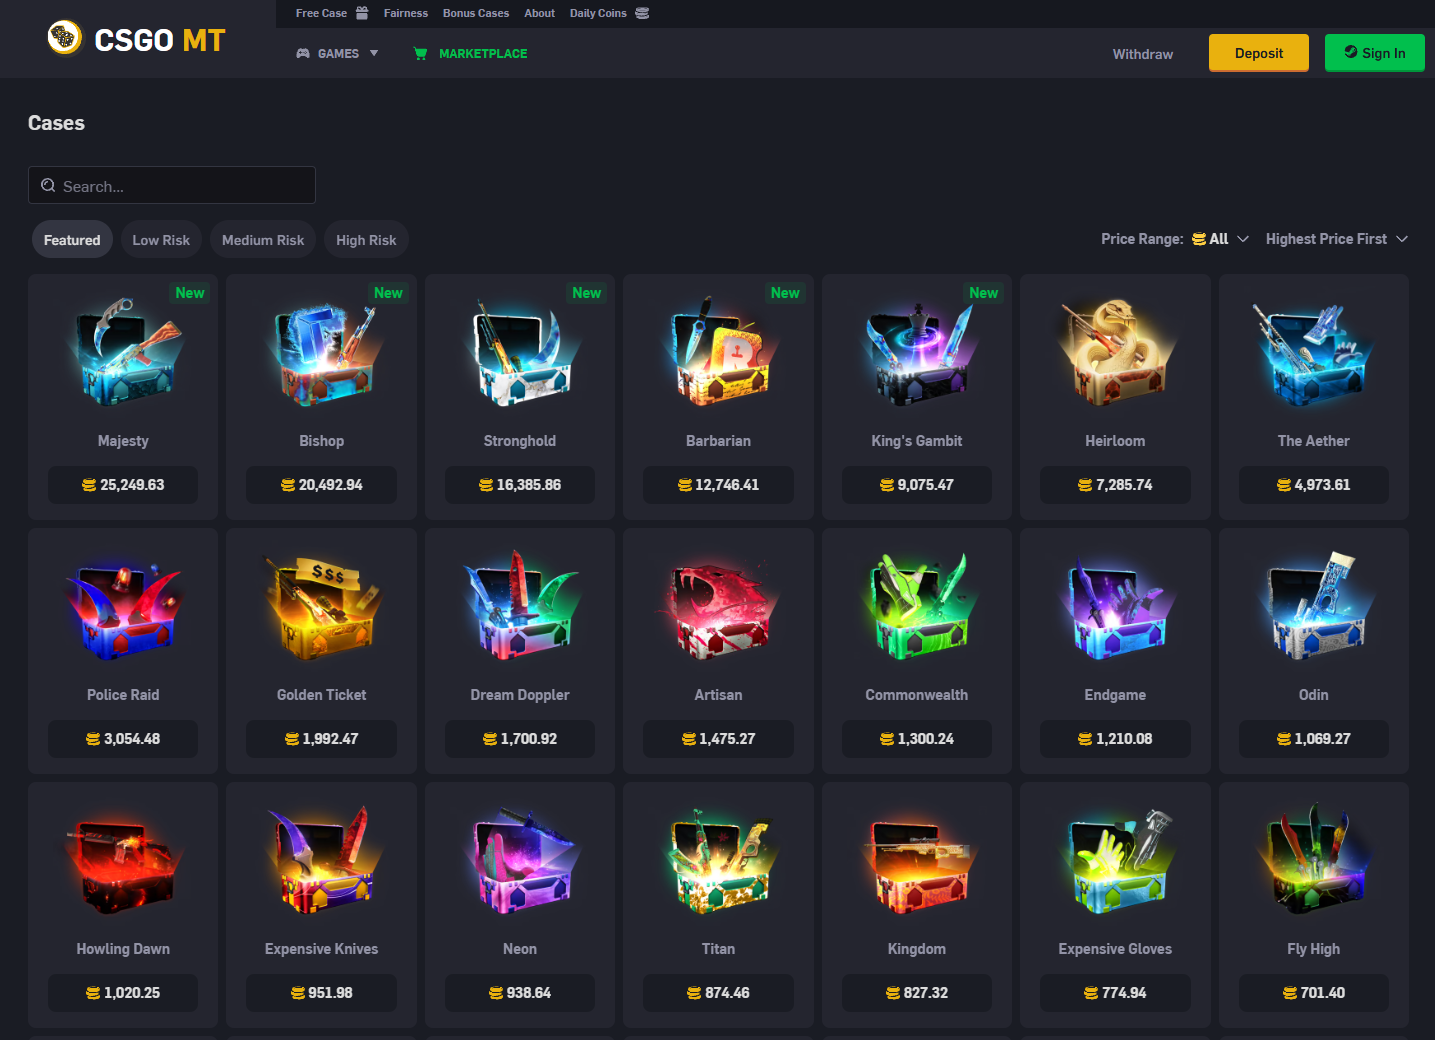 Free Case Fairness Bonus Cases About Daily Coins
CSGO MT
GAMES MARKETPLACE Withdraw Deposit Sign In
Cases
Search...
Featured Low Risk Medium Risk High Risk Price Range: All Highest Price First
New New New New New
Majesty Bishop Stronghold Barbarian King's Gambit Heirloom The Aether
25,249.63 20,492.94 16,385.86 12,746.41 9,075.47 7,285.74 4,973.61
$$$
Police Raid Golden Ticket Dream Doppler Artisan Commonwealth Endgame Odin
3,054.48 1,992.47 1,700.92 1,475.27 1,300.24 1,210.08 1,069.27
Howling Dawn Expensive Knives Neon Titan Kingdom Expensive Gloves Fly High
1,020.25 951.98 938.64 874.46 827.32 774.94 701.40